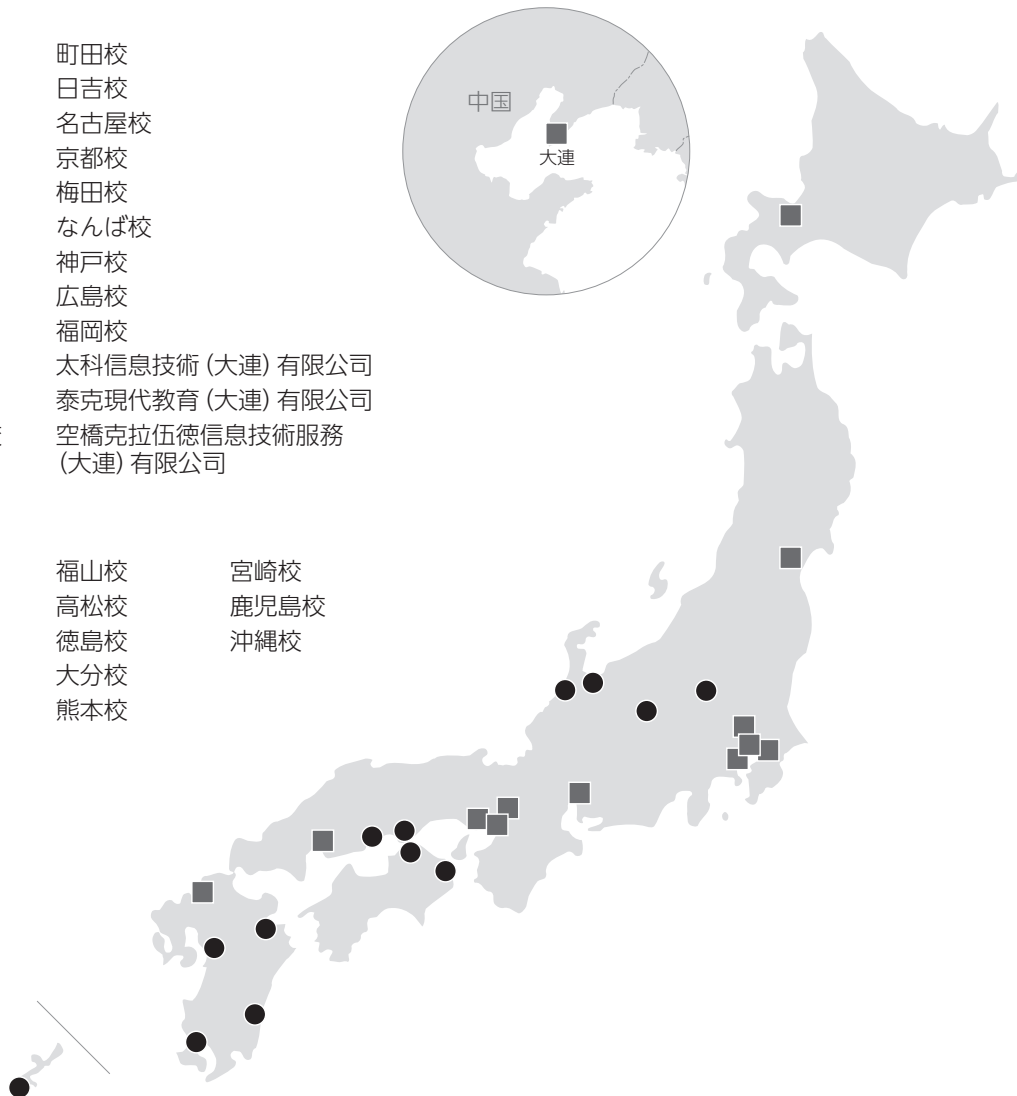 町田校
日吉校
名古屋校
京都校
梅田校
なんば校
神戸校
広島校
福岡校
太科信息技術（大連）有限公司
泰克現代教育（大連）有限公司
空橋克拉伍徳信息技術服務
（大連）有限公司
福山校
高松校
徳島校
大分校
熊本校
宮崎校
鹿児島校
沖縄校
中国
大連